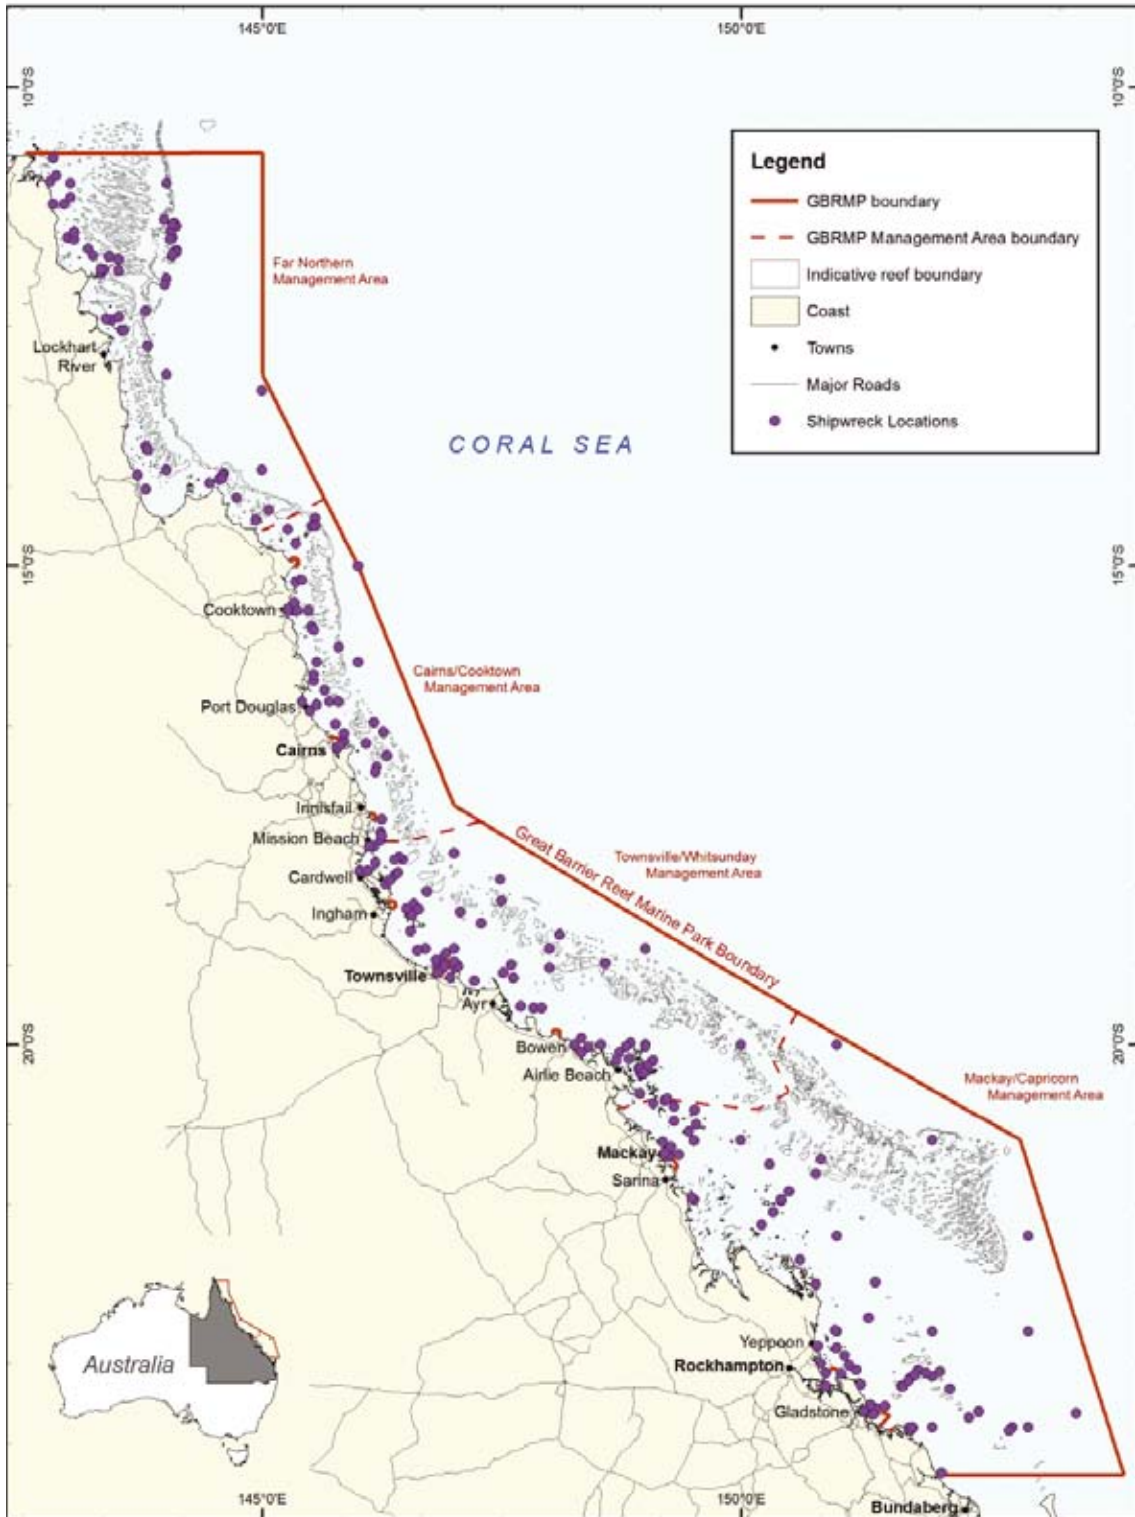 145°0'E
150°0'E
10°0'S
10°0'S
Legend
GBRMP boundary
GBRMP Management Area boundary
Indicative reef boundary
Coast
Towns
Major Roads
Shipwreck Locations
Far Northern
Management Area
Lockhart
River
CORAL SEA
15°0'S
15°0'S
Cooktown
Cairns/Cooktown
Management Area
Port Douglas
Cairns
Innisfail
Mission Beach
Great Barrier Reef Marine Park Boundary
Townsville/Whitsunday
Management Area
Cardwell
Ingham
Townsville
Ayr
20°0'S
20°0'S
Bowen
Airlie Beach
Mackay/Capricorn
Management Area
Mackay
Sarina
Yeppoon
Rockhampton
Australia
Gladstone
145°0'E
150°0'E
Bundaberg